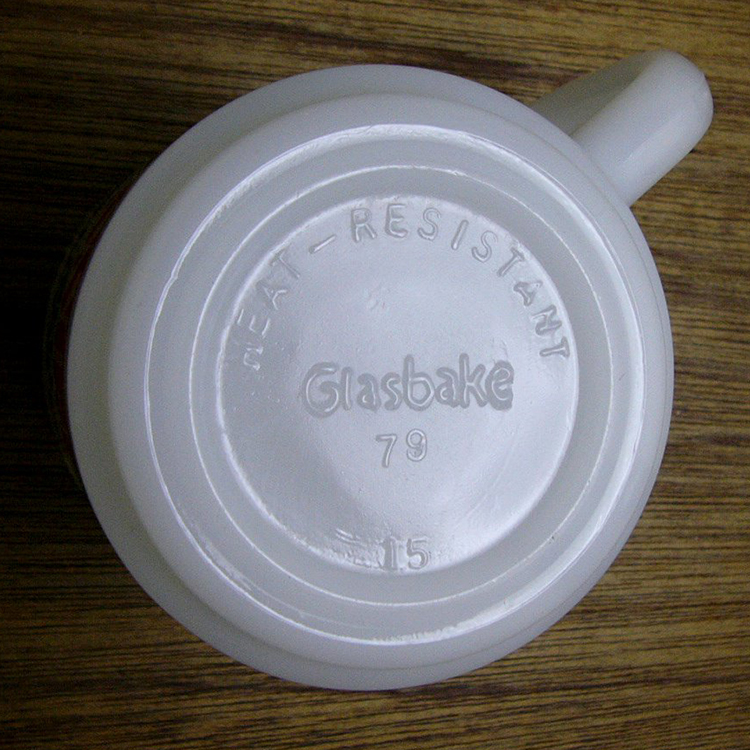 HEAT-RESISTANT
Glasbake
79
15